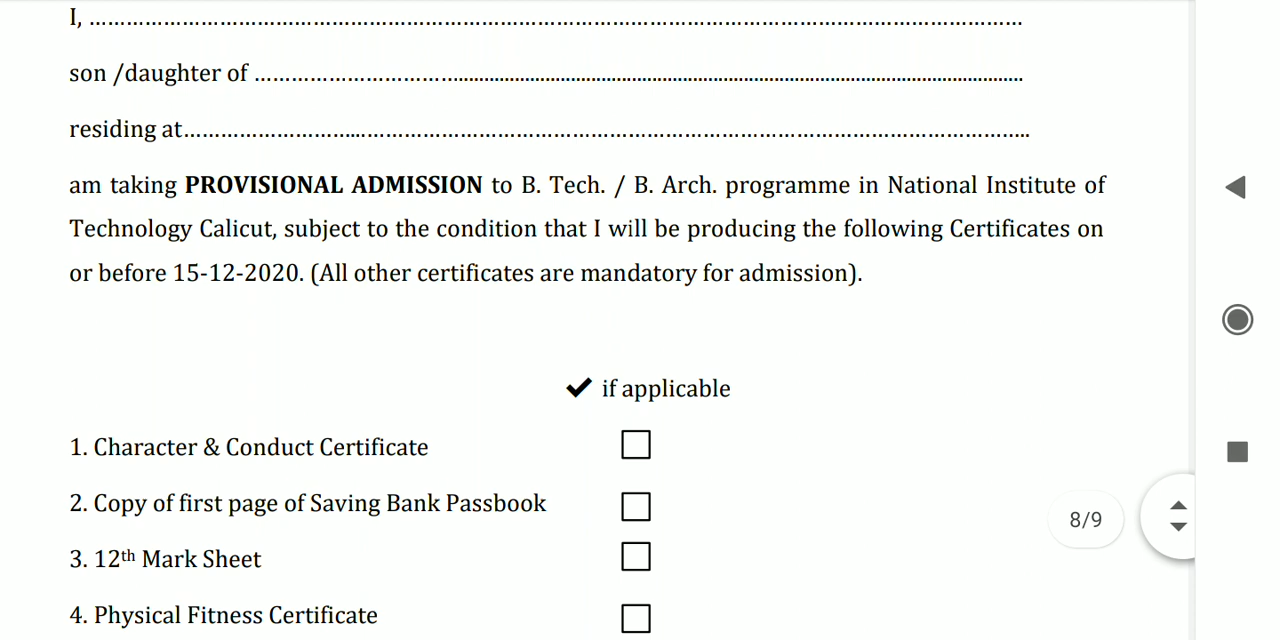 I, ........................................................................................................................
son /daughter of ........................................................................................................................
residing at........................................................................................................................
am taking PROVISIONAL ADMISSION to B. Tech. / B. Arch. programme in National Institute of
Technology Calicut, subject to the condition that I will be producing the following Certificates on
or before 15-12-2020. (All other certificates are mandatory for admission).
✔ if applicable
1. Character & Conduct Certificate
2. Copy of first page of Saving Bank Passbook
3. 12th Mark Sheet
4. Physical Fitness Certificate
8/9